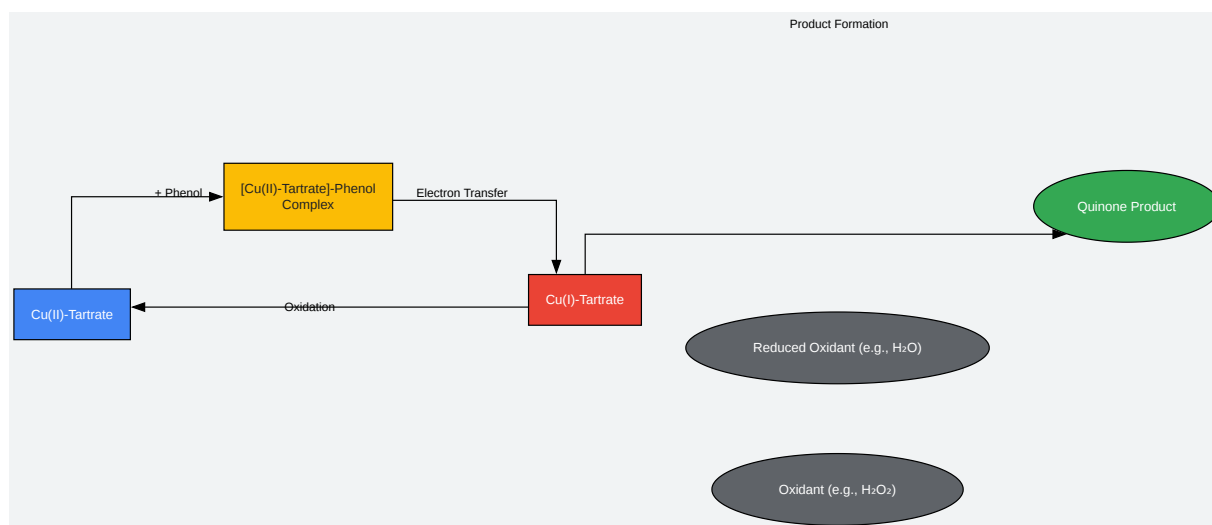 Product Formation
[Cu(II)-Tartrate]-Phenol
Complex
+ Phenol
Electron Transfer
Quinone Product
Cu(II)-Tartrate
Oxidation
Cu(I)-Tartrate
Reduced Oxidant (e.g., H₂O)
Oxidant (e.g., H₂O₂)